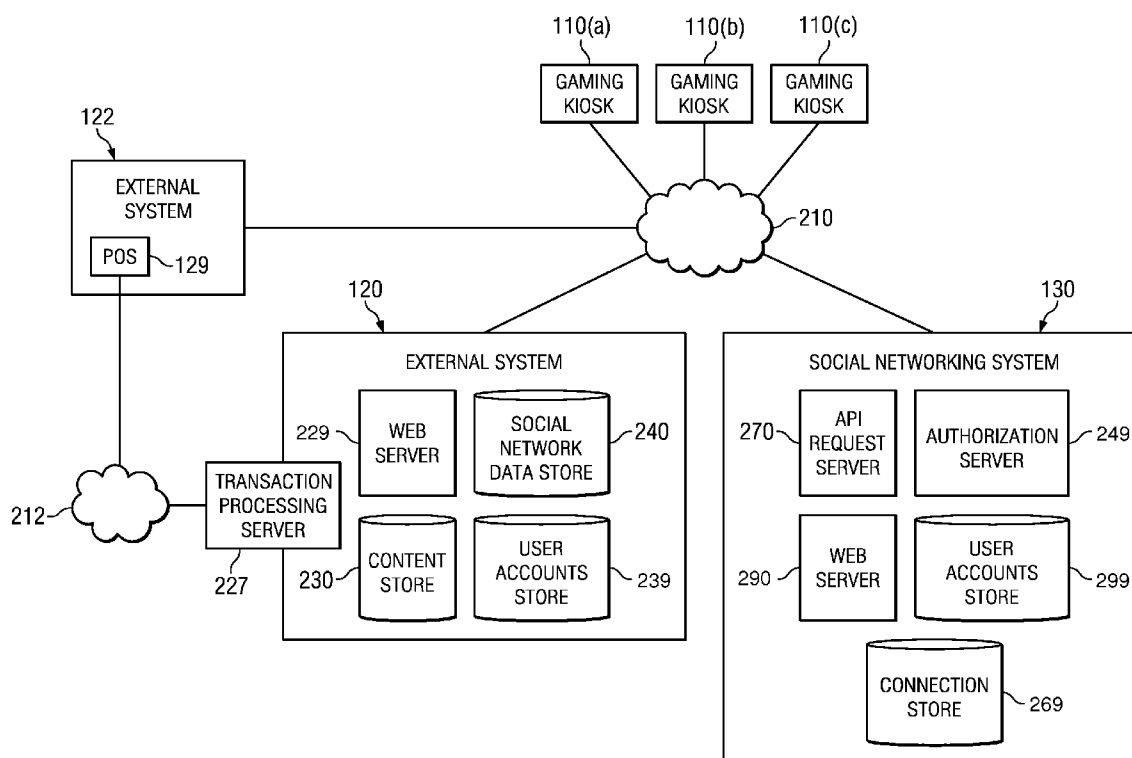 110(a)
110(b)
110(c)
GAMING
KIOSK
GAMING
KIOSK
GAMING
KIOSK
122
EXTERNAL
SYSTEM
POS
129
210
120
EXTERNAL SYSTEM
229
WEB
SERVER
SOCIAL
NETWORK
DATA STORE
240
212
TRANSACTION
PROCESSING
SERVER
227
230
CONTENT
STORE
USER
ACCOUNTS
STORE
239
130
SOCIAL NETWORKING SYSTEM
270
API
REQUEST
SERVER
AUTHORIZATION
SERVER
249
290
WEB
SERVER
USER
ACCOUNTS
STORE
299
CONNECTION
STORE
269